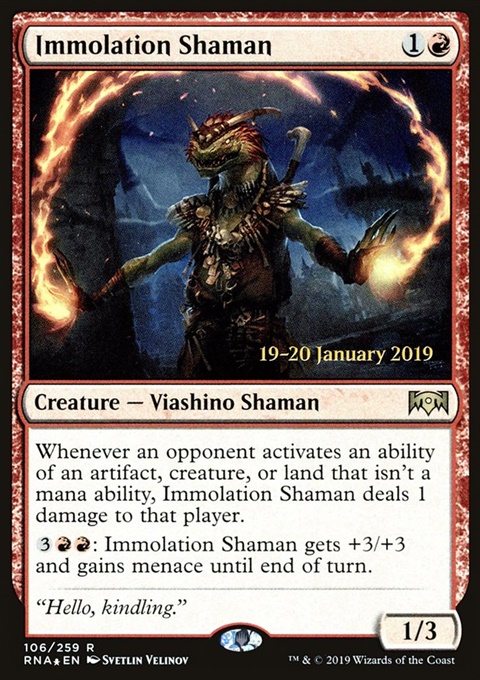 Immolation Shaman 1
19–20 January 2019
Creature — Viashino Shaman
Whenever an opponent activates an ability
of an artifact, creature, or land that isn't a
mana ability, Immolation Shaman deals 1
damage to that player.
3: Immolation Shaman gets +3/+3
and gains menace until end of turn.
“Hello, kindling.”
1/3
106/259 R
RNA★EN Svetlin Velinov
™ & © 2019 Wizards of the Coast